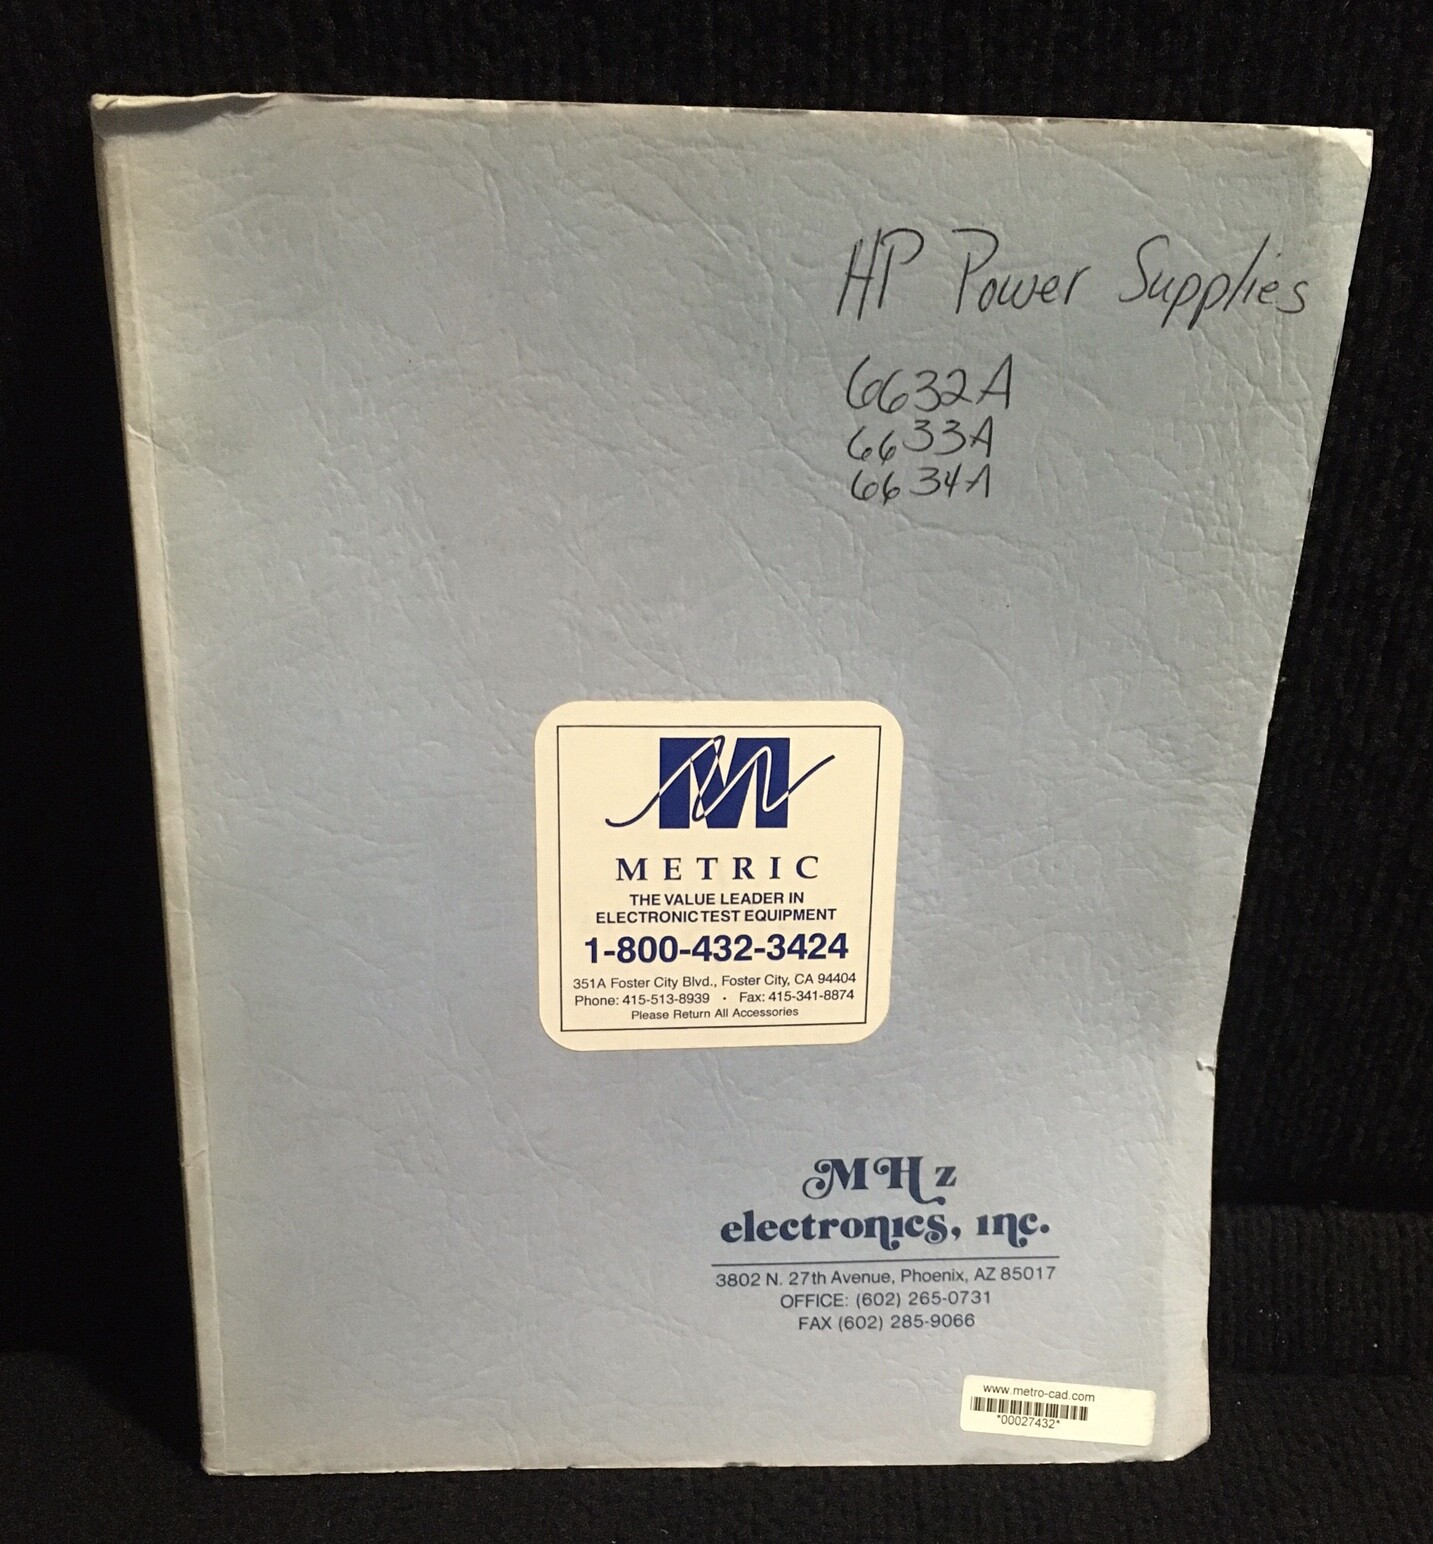 HP Power Supplies
6632A
6633A
6634A
M
METRIC
THE VALUE LEADER IN
ELECTRONIC TEST EQUIPMENT
1-800-432-3424
351A Foster City Blvd., Foster City, CA 94404
Phone: 415-513-8939 · Fax: 415-341-8874
Please Return All Accessories
MHz
electronics, inc.
3802 N. 27th Avenue, Phoenix, AZ 85017
OFFICE: (602) 265-0731
FAX (602) 285-9066
www.metro-cad.com
*00027432*